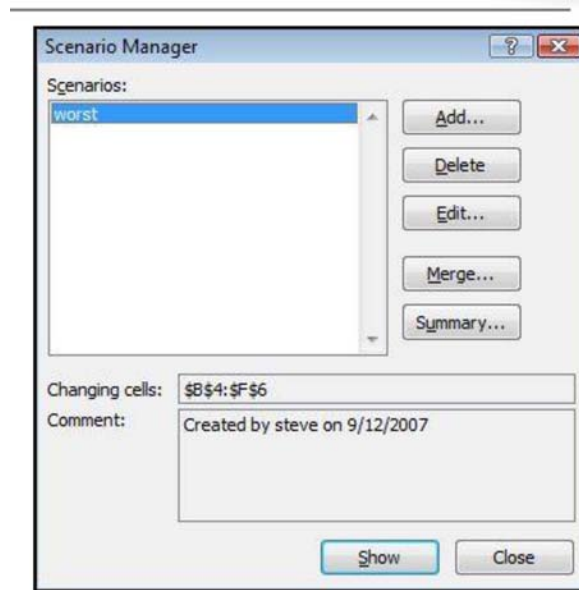 Scenario Manager
Scenarios:
worst
Add...
Delete
Edit...
Merge...
Summary...
Changing cells: $B$4:$F$6
Comment: Created by steve on 9/12/2007
Show Close